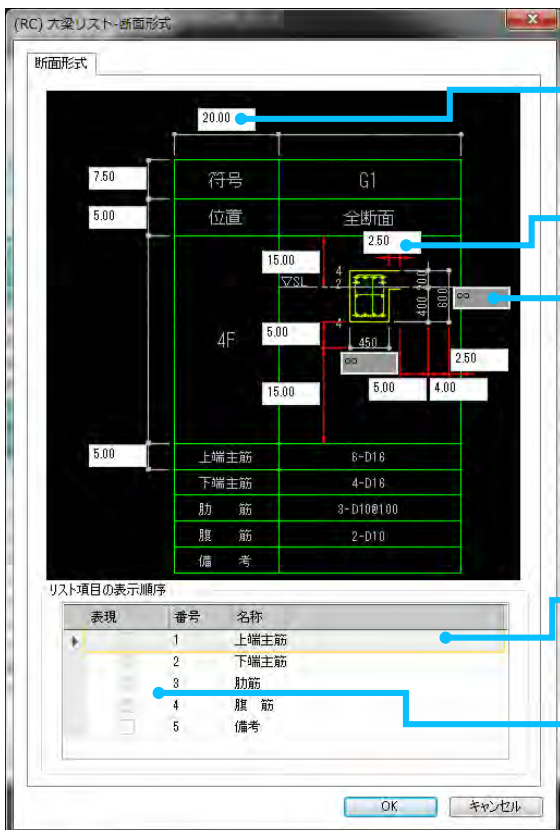 (RC) 大梁リスト-断面形式
断面形式
20.00
7.50
符号
G1
5.00
位置
全断面
2.50
15.00
4
200
▽SL
2
∞
400
600
5.00
4
4F
450
2.50
∞
15.00
5.00
4.00
5.00
上端主筋
6-D16
下端主筋
4-D16
肋 筋
3-D10@100
腹 筋
2-D10
備 考
リスト項目の表示順序
表現 番号 名称
1 上端主筋
2 下端主筋
3 肋筋
4 腹 筋
5 備考
OK キャンセル